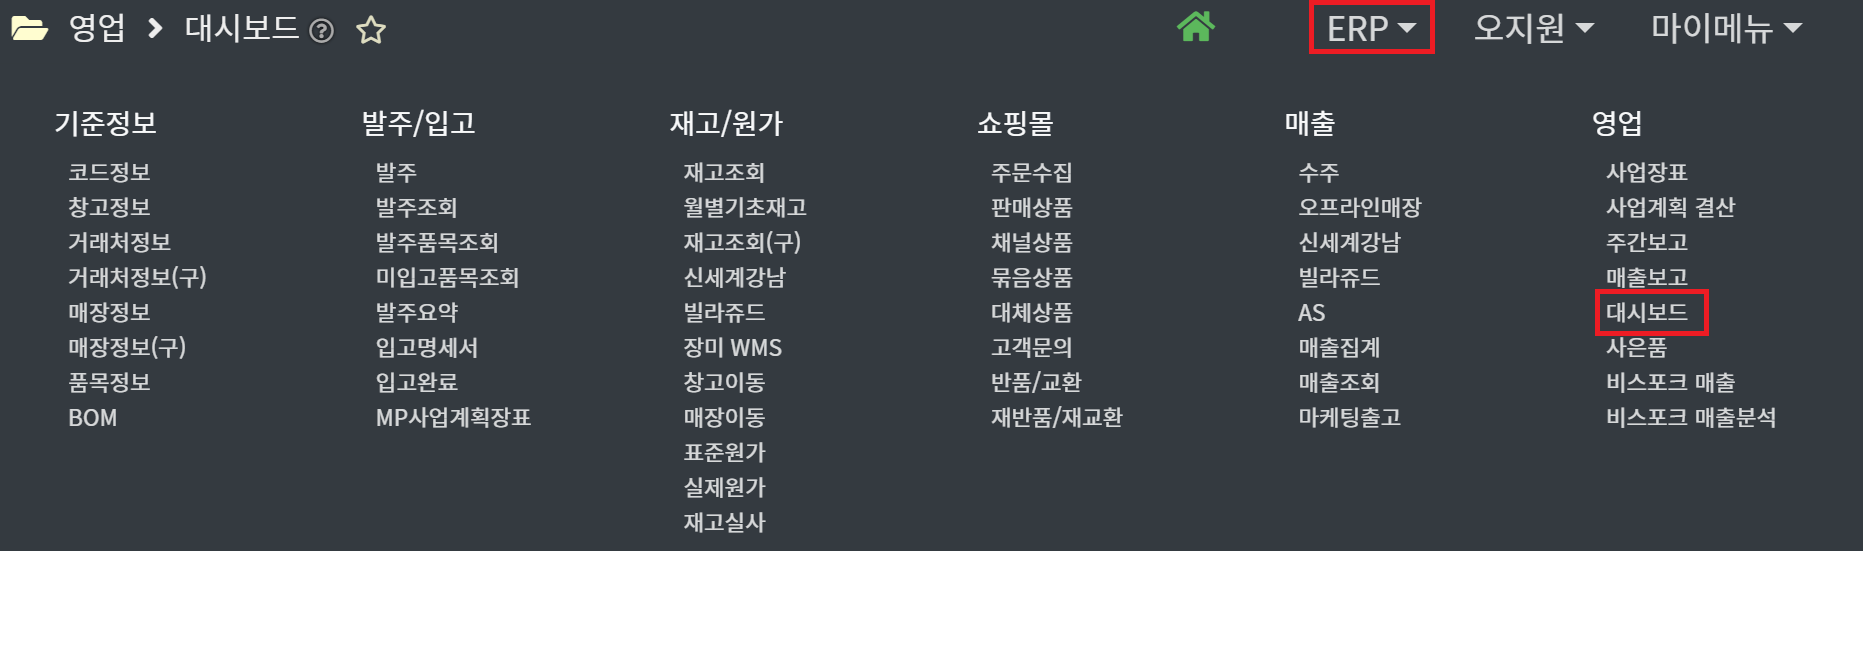 영업 > 대시보드 ?
ERP 오지원 마이메뉴
기준정보
코드정보
창고정보
거래처정보
거래처정보(구)
매장정보
매장정보(구)
품목정보
BOM
발주/입고
발주
발주조회
발주품목조회
미입고품목조회
발주요약
입고명세서
입고완료
MP사업계획장표
재고/원가
재고조회
월별기초재고
재고조회(구)
신세계강남
빌라쥬드
장미 WMS
창고이동
매장이동
표준원가
실제원가
재고실사
쇼핑몰
주문수집
판매상품
채널상품
묶음상품
대체상품
고객문의
반품/교환
재반품/재교환
매출
수주
오프라인매장
신세계강남
빌라쥬드
AS
매출집계
매출조회
마케팅출고
영업
사업장표
사업계획 결산
주간보고
매출보고
대시보드
사은품
비스포크 매출
비스포크 매출분석